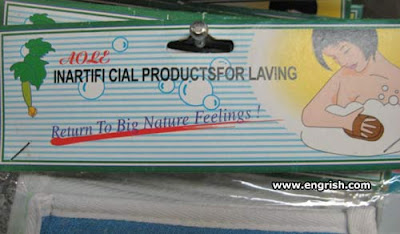 AOLE
INARTIFI CIAL PRODUCTSFOR LAVING
Return To Big Nature Feelings !
www.engrish.com